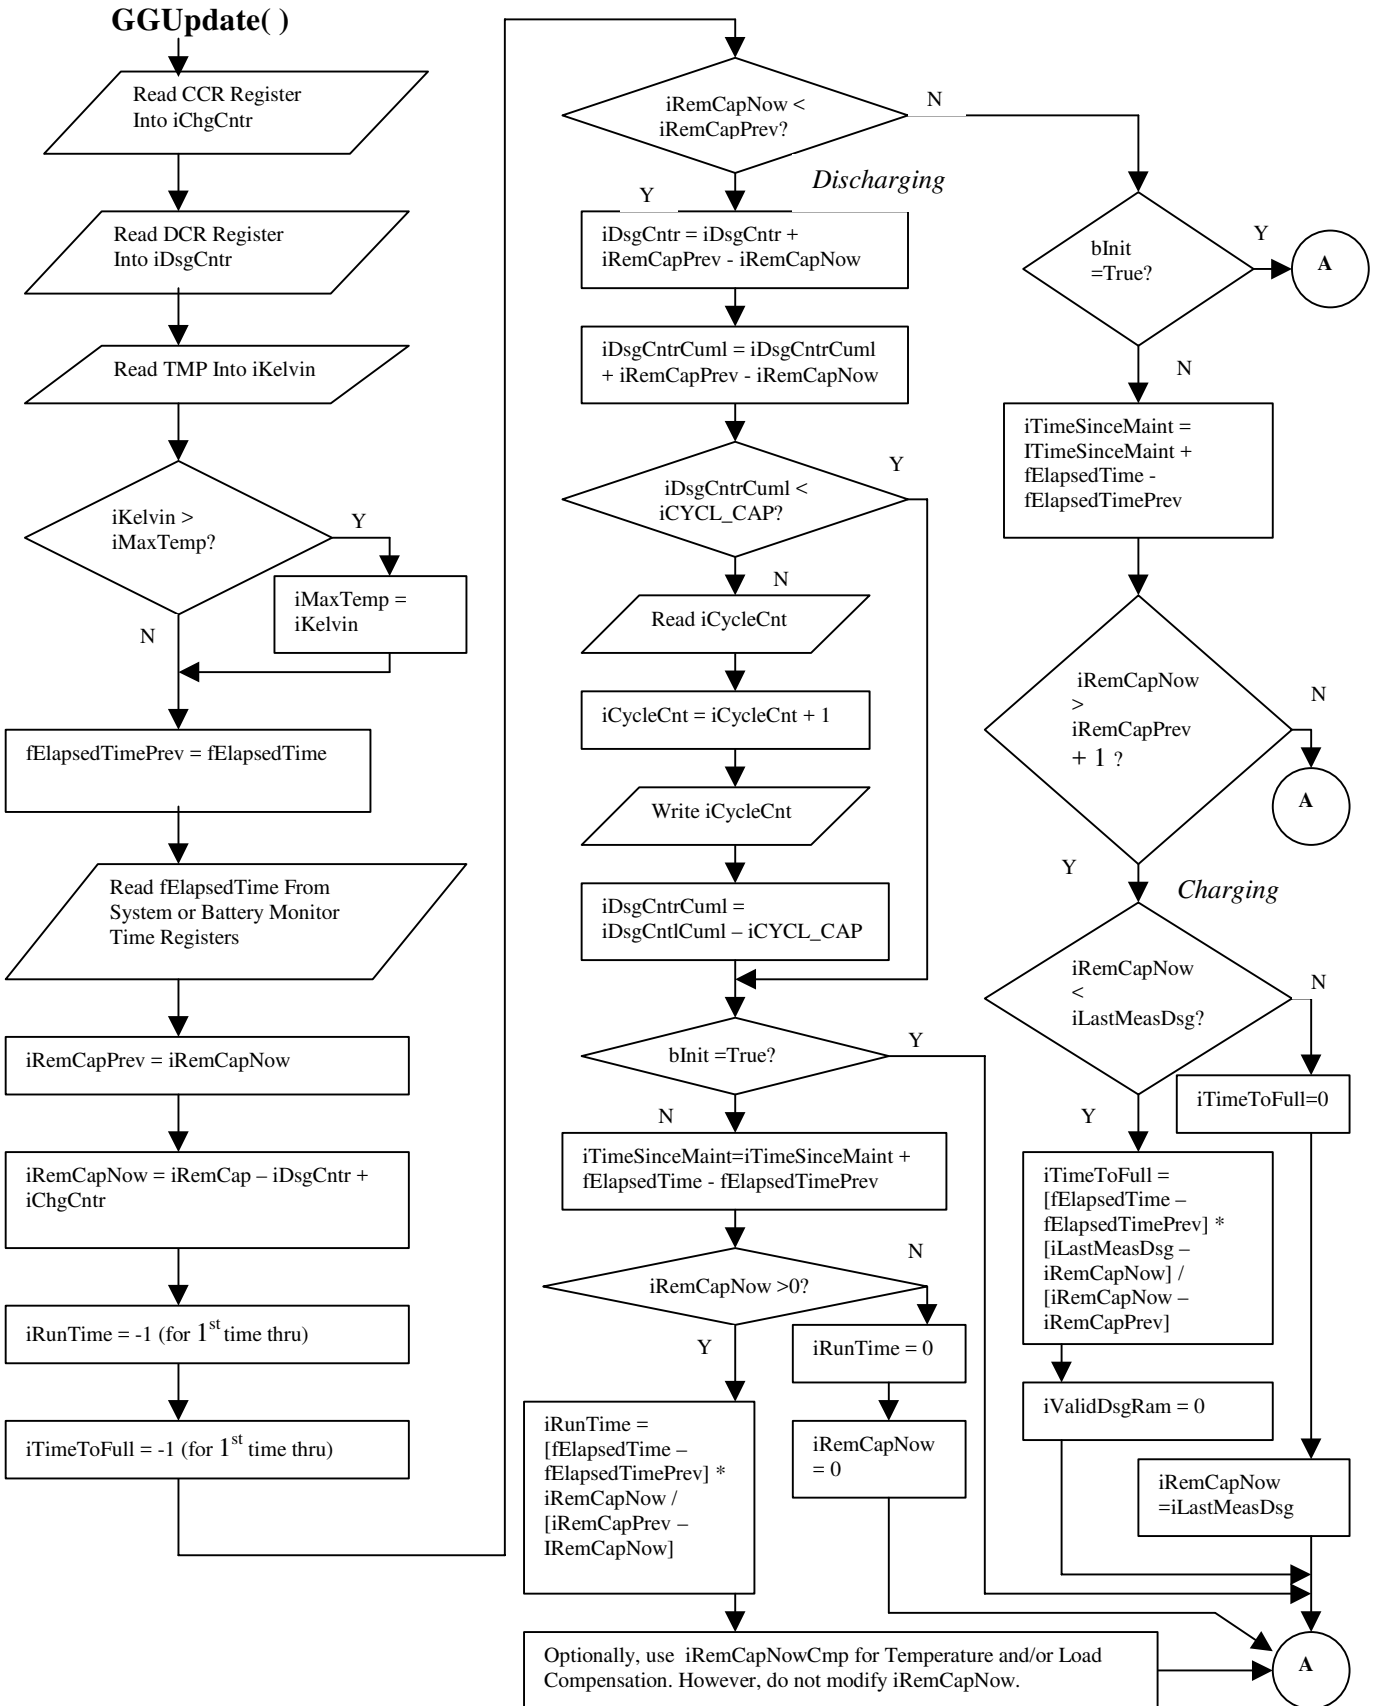 GGUpdate( )
Read CCR Register
Into iChgCntr
Read DCR Register
Into iDsgCntr
Read TMP Into iKelvin
iKelvin >
iMaxTemp?
Y
iMaxTemp =
iKelvin
N
fElapsedTimePrev = fElapsedTime
Read fElapsedTime From
System or Battery Monitor
Time Registers
iRemCapPrev = iRemCapNow
iRemCapNow = iRemCap – iDsgCntr +
iChgCntr
iRunTime = -1 (for 1st time thru)
iTimeToFull = -1 (for 1st time thru)
iRemCapNow <
iRemCapPrev?
N
Discharging
Y
iDsgCntr = iDsgCntr +
iRemCapPrev - iRemCapNow
iDsgCntrCuml = iDsgCntrCuml
+ iRemCapPrev - iRemCapNow
iDsgCntrCuml <
iCYCL_CAP?
Y
N
Read iCycleCnt
iCycleCnt = iCycleCnt + 1
Write iCycleCnt
iDsgCntrCuml =
iDsgCntlCuml – iCYCL_CAP
bInit =True?
Y
N
iTimeSinceMaint=iTimeSinceMaint +
fElapsedTime - fElapsedTimePrev
iRemCapNow >0?
N
Y
iRunTime = 0
iRemCapNow
= 0
iRunTime =
[fElapsedTime –
fElapsedTimePrev] *
iRemCapNow /
[iRemCapPrev –
IRemCapNow]
Optionally, use iRemCapNowCmp for Temperature and/or Load
Compensation. However, do not modify iRemCapNow.
bInit
=True?
Y
A
N
iTimeSinceMaint =
ITimeSinceMaint +
fElapsedTime -
fElapsedTimePrev
iRemCapNow
>
iRemCapPrev
+ 1 ?
N
A
Y
Charging
iRemCapNow
<
iLastMeasDsg?
N
iTimeToFull=0
Y
iTimeToFull =
[fElapsedTime –
fElapsedTimePrev] *
[iLastMeasDsg –
iRemCapNow] /
[iRemCapNow –
iRemCapPrev]
iValidDsgRam = 0
iRemCapNow
=iLastMeasDsg
A